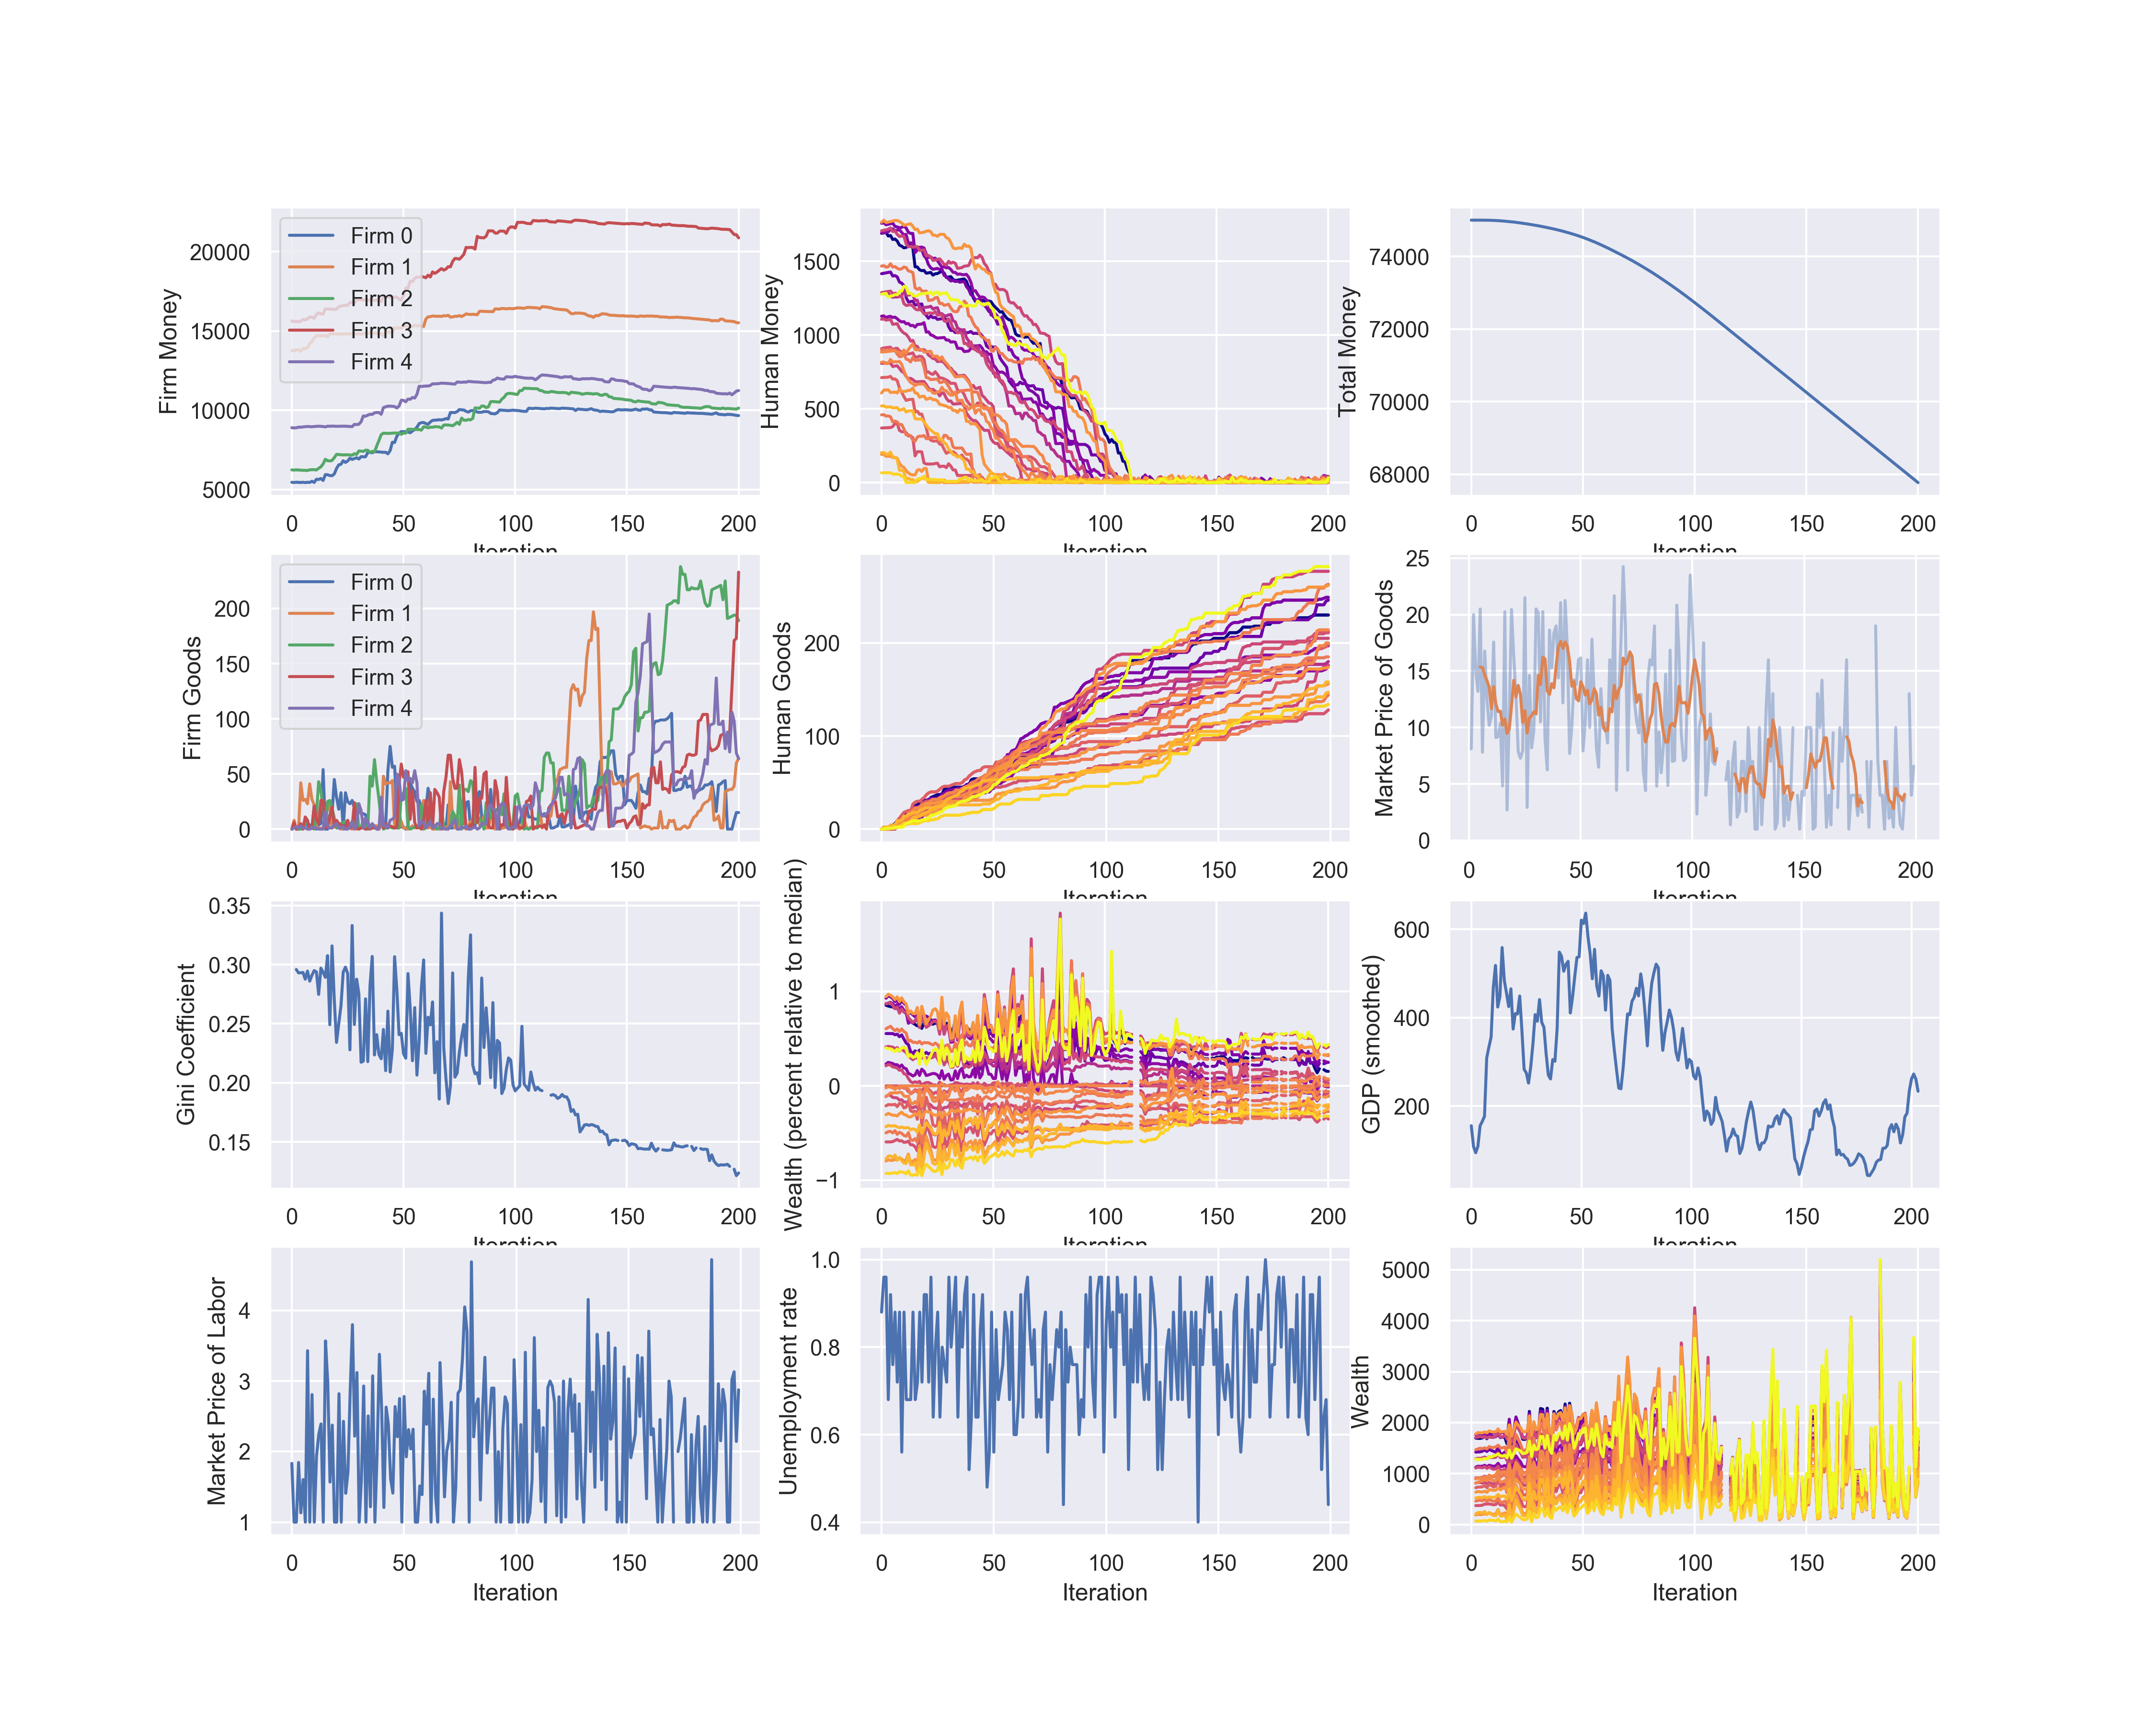 Firm Money
20000
15000
10000
5000
Firm 0
Firm 1
Firm 2
Firm 3
Firm 4
0 50 100 150 200
Iteration
Human Money
1500
1000
500
0
0 50 100 150 200
Iteration
Total Money
74000
72000
70000
68000
0 50 100 150 200
Iteration
Firm Goods
200
150
100
50
0
Firm 0
Firm 1
Firm 2
Firm 3
Firm 4
0 50 100 150 200
Iteration
Human Goods
200
100
0
0 50 100 150 200
Iteration
Market Price of Goods
25
20
15
10
5
0
0 50 100 150 200
Iteration
Gini Coefficient
0.35
0.30
0.25
0.20
0.15
0 50 100 150 200
Iteration
Wealth (percent relative to median)
1
0
−1
0 50 100 150 200
Iteration
GDP (smoothed)
600
400
200
0 50 100 150 200
Iteration
Market Price of Labor
4
3
2
1
0 50 100 150 200
Iteration
Unemployment rate
1.0
0.8
0.6
0.4
0 50 100 150 200
Iteration
Wealth
5000
4000
3000
2000
1000
0
0 50 100 150 200
Iteration